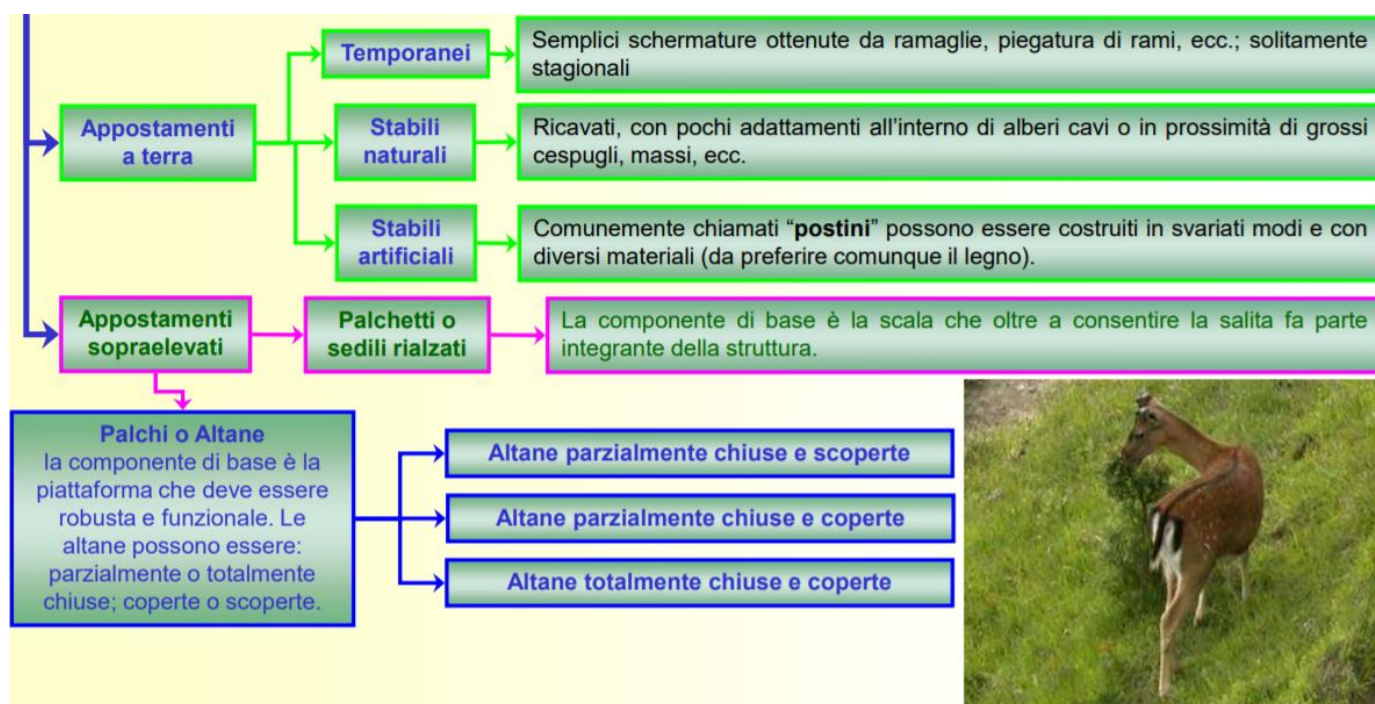 Temporanei
Semplici schermature ottenute da ramaglie, piegatura di rami, ecc.; solitamente
stagionali
Appostamenti
a terra
Stabili
naturali
Ricavati, con pochi adattamenti all'interno di alberi cavi o in prossimità di grossi
cespugli, massi, ecc.
Stabili
artificiali
Comunemente chiamati “postini” possono essere costruiti in svariati modi e con
diversi materiali (da preferire comunque il legno).
Appostamenti
sopraelevati
Palchetti o
sedili rialzati
La componente di base è la scala che oltre a consentire la salita fa parte
integrante della struttura.
Palchi o Altane
la componente di base è la
piattaforma che deve essere
robusta e funzionale. Le
altane possono essere:
parzialmente o totalmente
chiuse; coperte o scoperte.
Altane parzialmente chiuse e scoperte
Altane parzialmente chiuse e coperte
Altane totalmente chiuse e coperte